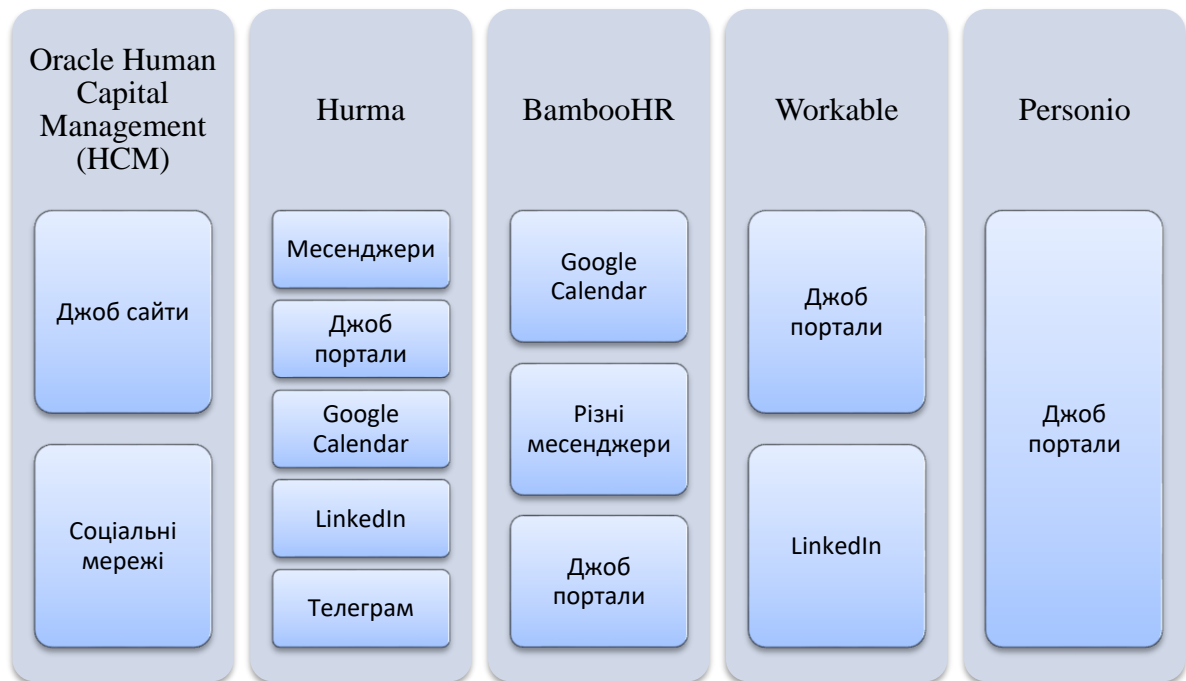 Oracle Human
Capital
Management
(HCM)
Джоб сайти
Соціальні
мережі
Hurma
Месенджери
Джоб
портали
Google
Calendar
LinkedIn
Телеграм
BambooHR
Google
Calendar
Різні
месенджери
Джоб
портали
Workable
Джоб
портали
LinkedIn
Personio
Джоб
портали